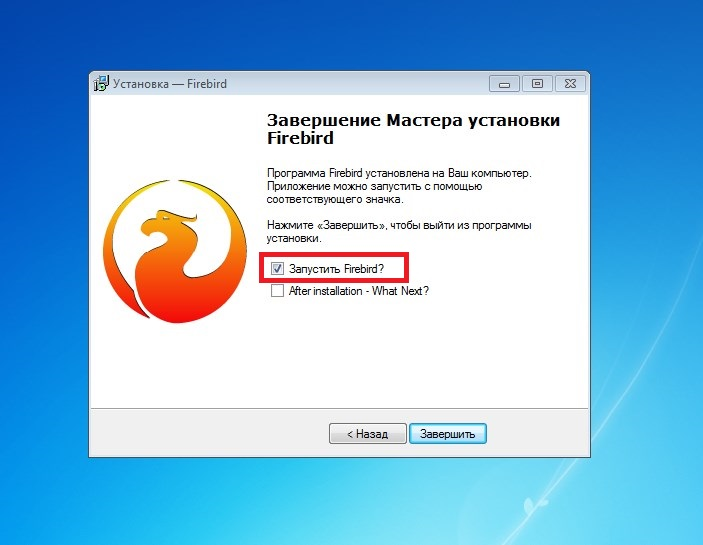 Установка — Firebird
Завершение Мастера установки
Firebird
Программа Firebird установлена на Ваш компьютер.
Приложение можно запустить с помощью
соответствующего значка.
Нажмите «Завершить», чтобы выйти из программы
установки.
Запустить Firebird?
After installation - What Next?
< Назад
Завершить